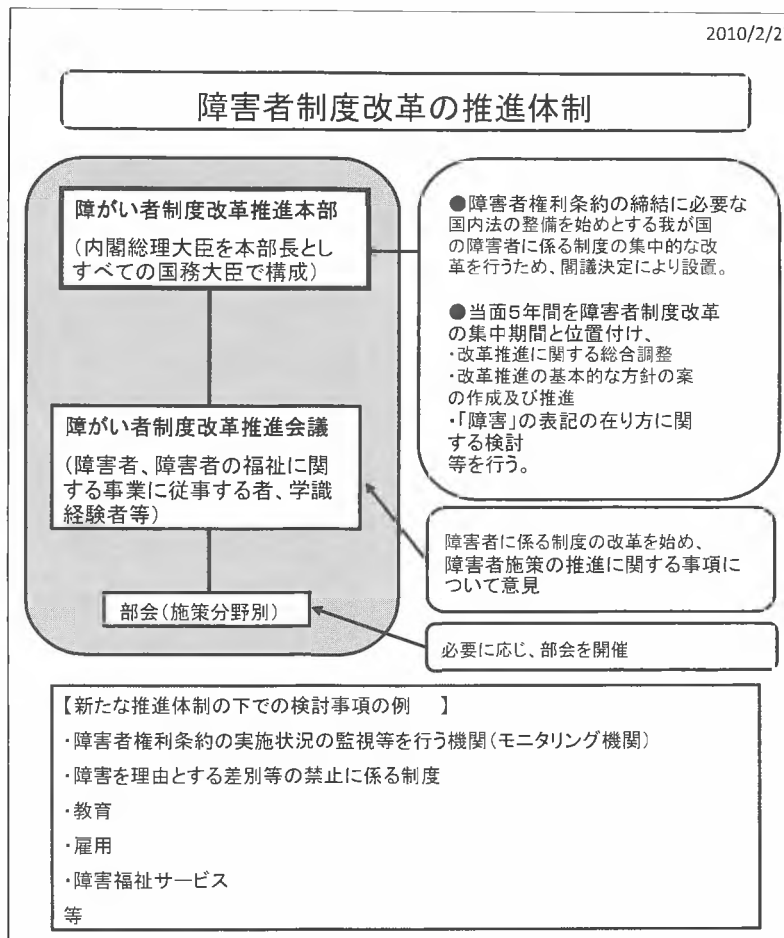 2010/2/2
障害者制度改革の推進体制
障がい者制度改革推進本部
(内閣総理大臣を本部長とし
すべての国務大臣で構成)
●障害者権利条約の締結に必要な
国内法の整備を始めとする我が国
の障害者に係る制度の集中的な改
革を行うため、閣議決定により設置。
●当面5年間を障害者制度改革
の集中期間と位置付け、
・改革推進に関する総合調整
・改革推進の基本的な方針の案
の作成及び推進
・「障害」の表記の在り方に関
する検討
等を行う。
障がい者制度改革推進会議
(障害者、障害者の福祉に関
する事業に従事する者、学識
経験者等)
障害者に係る制度の改革を始め、
障害者施策の推進に関する事項に
ついて意見
部会(施策分野別)
必要に応じ、部会を開催
【新たな推進体制の下での検討事項の例 】
・障害者権利条約の実施状況の監視等を行う機関(モニタリング機関)
・障害を理由とする差別等の禁止に係る制度
・教育
・雇用
・障害福祉サービス
等